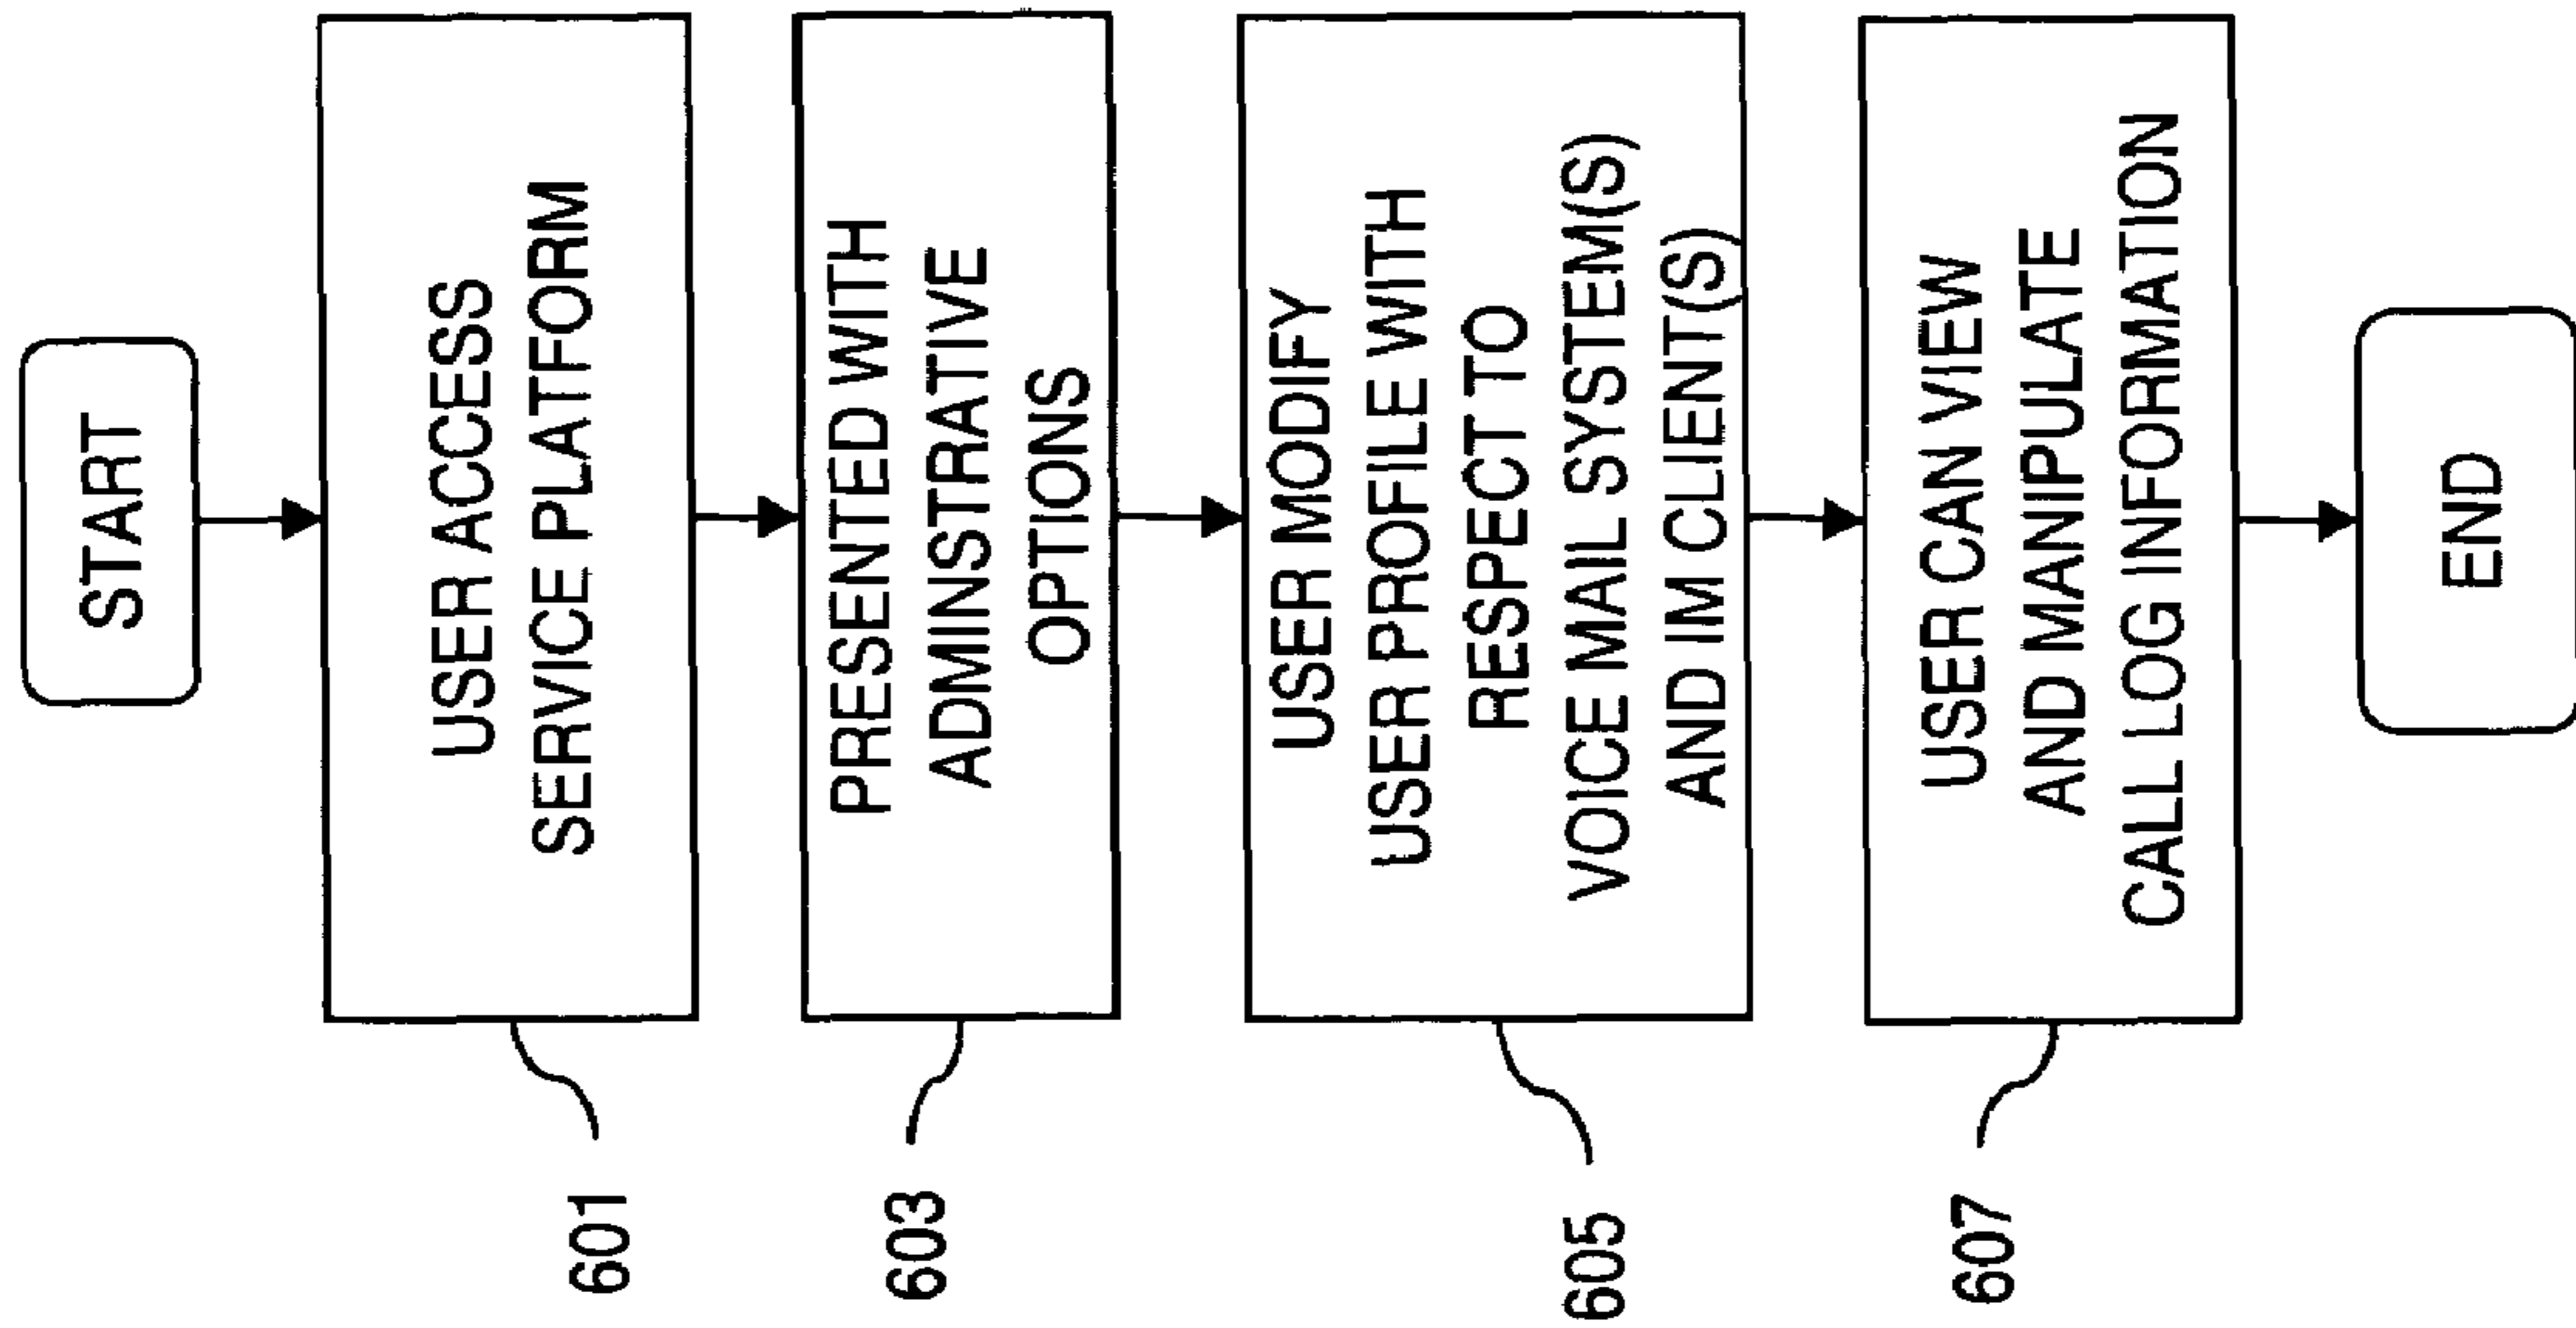 START
USER ACCESS
SERVICE PLATFORM
601
PRESENTED WITH
ADMINSTRATIVE
OPTIONS
603
USER MODIFY
USER PROFILE WITH
RESPECT TO
VOICE MAIL SYSTEM(S)
AND IM CLIENT(S)
605
USER CAN VIEW
AND MANIPULATE
CALL LOG INFORMATION
607
END